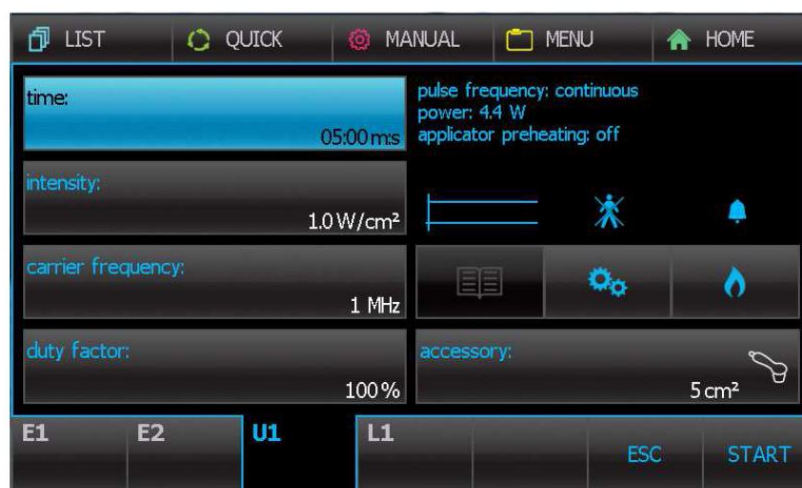 LIST QUICK MANUAL MENU HOME
time:
05:00 m:s
pulse frequency: continuous
power: 4.4 W
applicator preheating: off
intensity:
1.0 W/cm²
carrier frequency:
1 MHz
duty factor:
100%
accessory:
5 cm²
E1 E2 U1 L1 ESC START